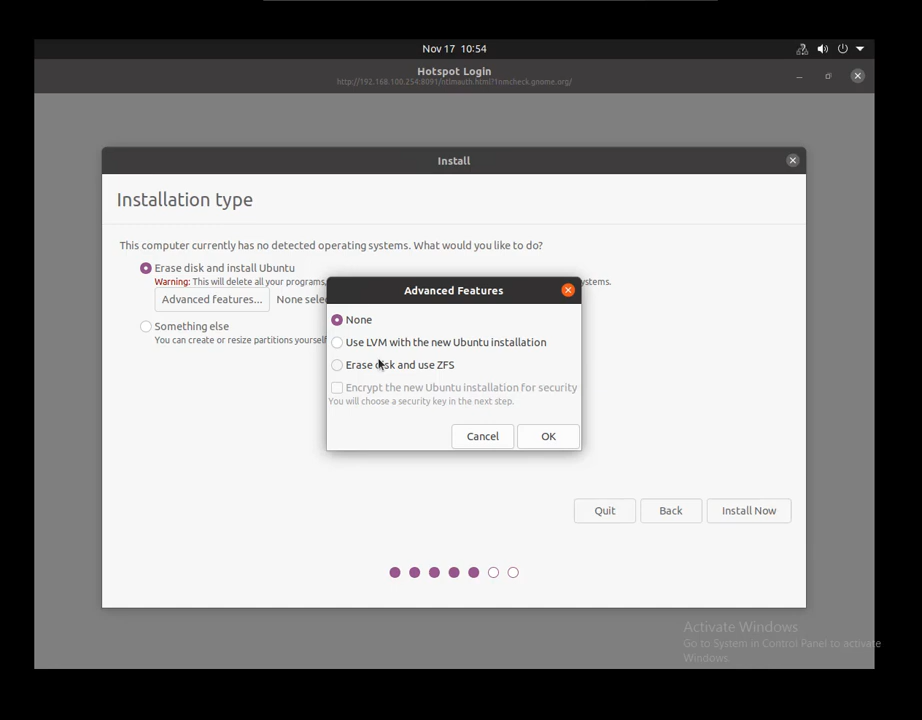 Nov 17 10:54
Hotspot Login
http://192.168.100.254:8091/ntlmauth.html?1nmcheck.gnome.org/
Install
Installation type
This computer currently has no detected operating systems. What would you like to do?
Erase disk and install Ubuntu
Warning: This will delete all your programs, stems.
Advanced features... None selec
Something else
You can create or resize partitions yourself
Advanced Features
None
Use LVM with the new Ubuntu installation
Erase disk and use ZFS
Encrypt the new Ubuntu installation for security
You will choose a security key in the next step.
Cancel OK
Quit Back Install Now
Activate Windows
Go to System in Control Panel to activate
Windows.